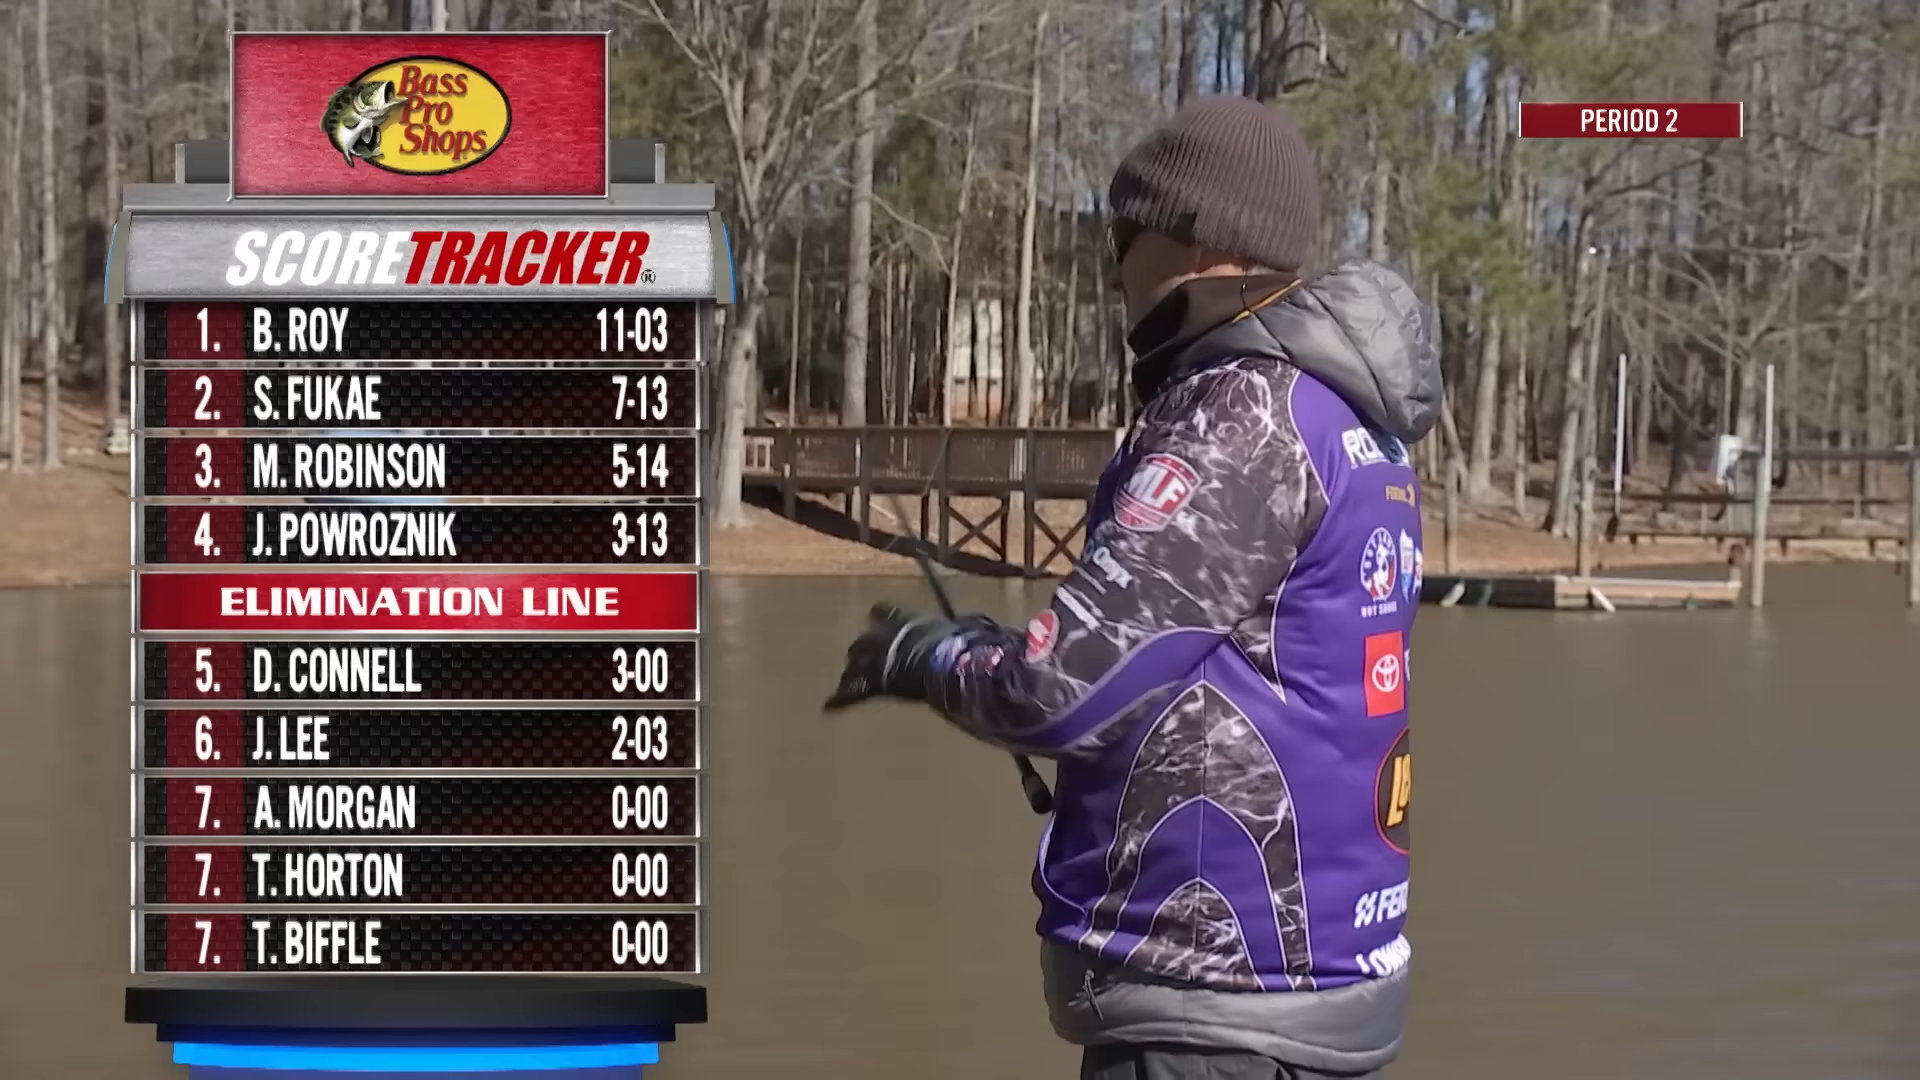 Bass
Pro
Shops
SCORETRACKER®
PERIOD 2
1. B. ROY 11-03
2. S. FUKAE 7-13
3. M. ROBINSON 5-14
4. J. POWROZNIK 3-13
ELIMINATION LINE
5. D. CONNELL 3-00
6. J. LEE 2-03
7. A. MORGAN 0-00
7. T. HORTON 0-00
7. T. BIFFLE 0-00
MLF
HOT SAUCE